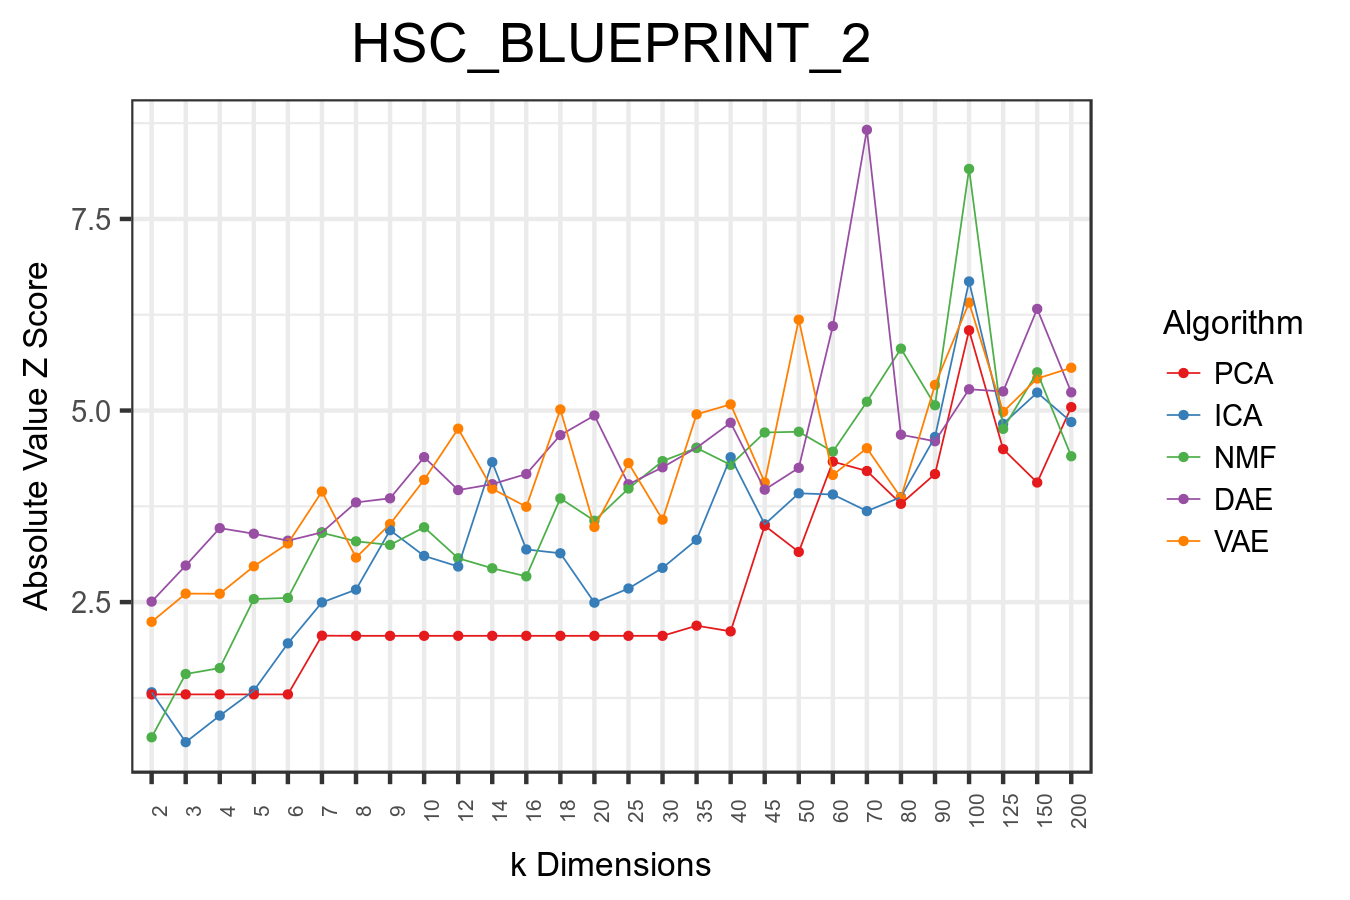 HSC_BLUEPRINT_2
Absolute Value Z Score
7.5
5.0
2.5
2 3 4 5 6 7 8 9 10 12 14 16 18 20 25 30 35 40 45 50 60 70 80 90 100 125 150 200
k Dimensions
Algorithm
PCA
ICA
NMF
DAE
VAE